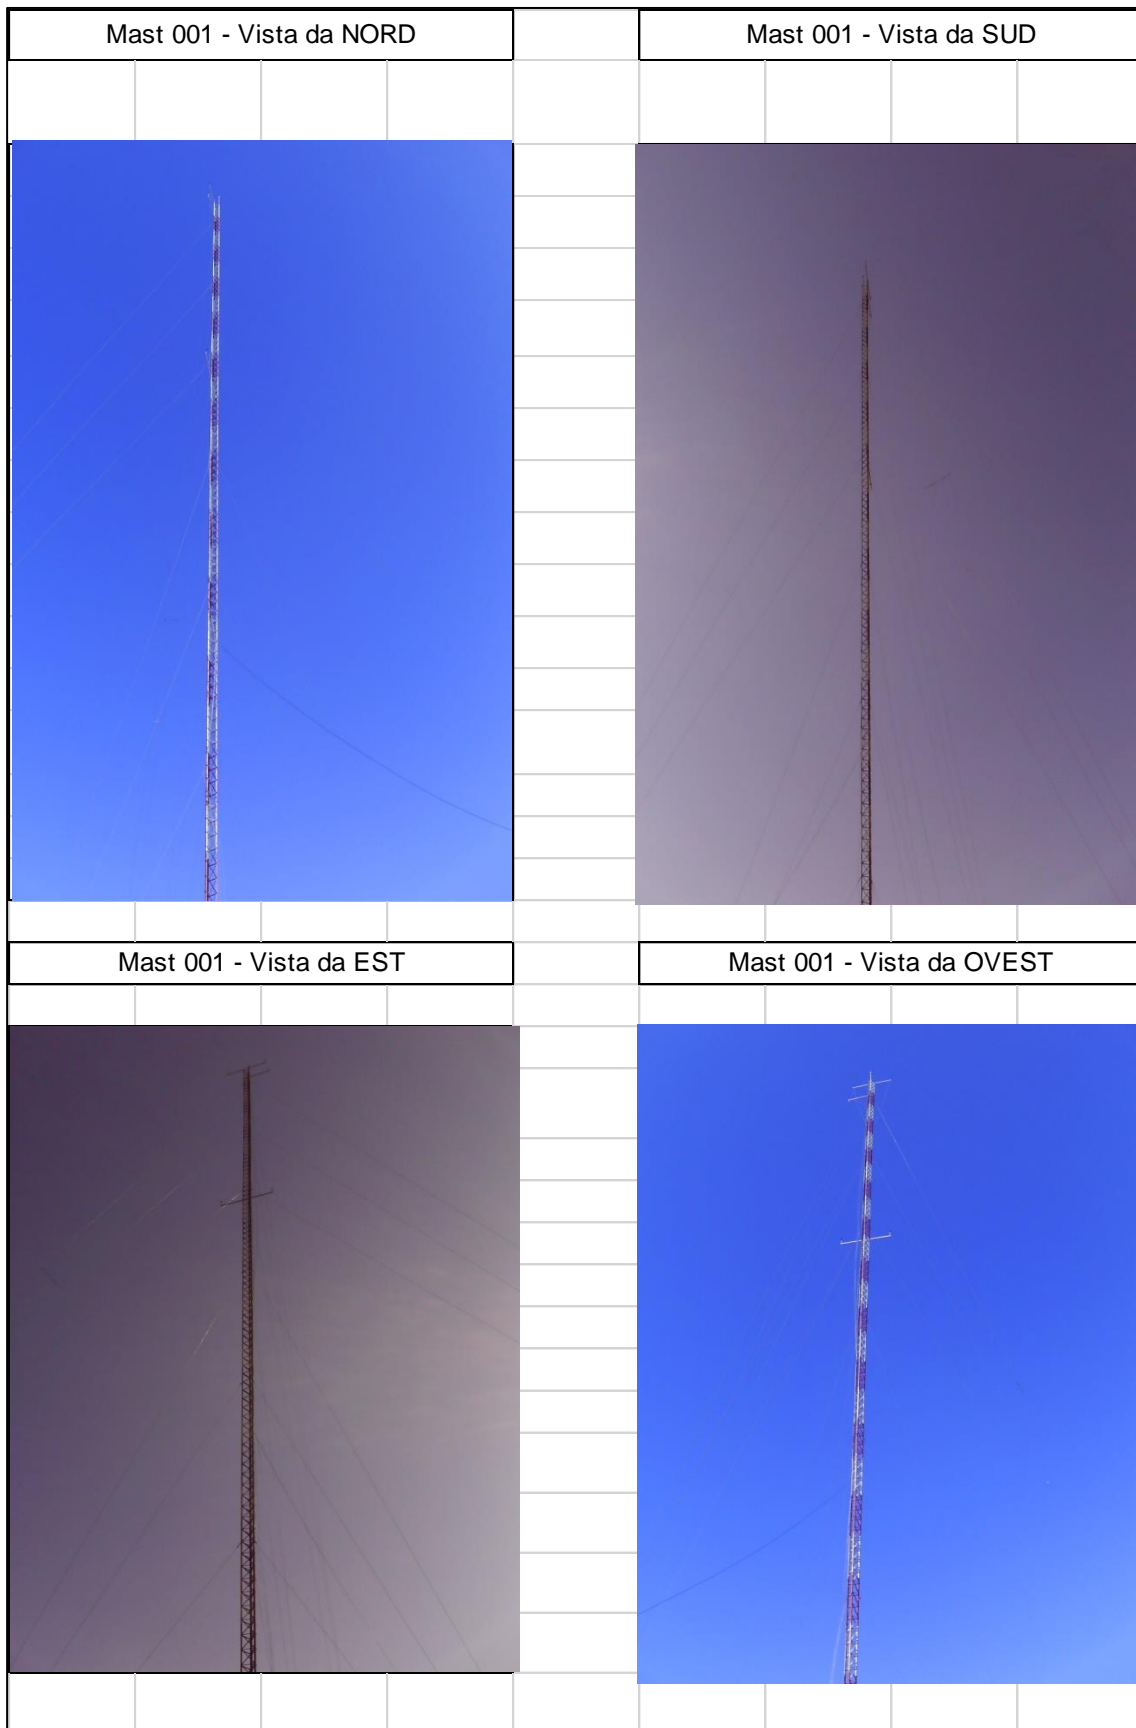 Mast 001 - Vista da NORD
Mast 001 - Vista da SUD
Mast 001 - Vista da EST
Mast 001 - Vista da OVEST